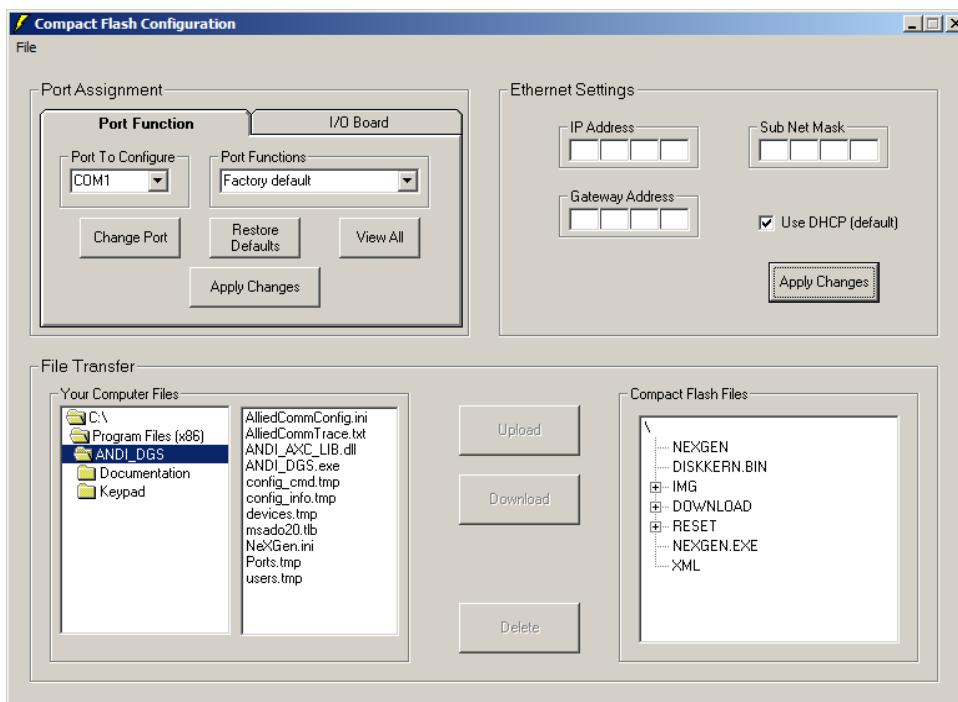 Compact Flash Configuration
File
Port Assignment
Port Function
I/O Board
Port To Configure
COM1
Port Functions
Factory default
Change Port
Restore
Defaults
View All
Apply Changes
Ethernet Settings
IP Address
Sub Net Mask
Gateway Address
Use DHCP (default)
Apply Changes
File Transfer
Your Computer Files
C:\
Program Files (x86)
ANDI_DGS
Documentation
Keypad
AlliedCommConfig.ini
AlliedCommTrace.txt
ANDI_AXC_LIB.dll
ANDI_DGS.exe
config_cmd.tmp
config_info.tmp
devices.tmp
msado20.tlb
NeXGen.ini
Ports.tmp
users.tmp
Upload
Download
Delete
Compact Flash Files
\
NEXGEN
DISKKERN.BIN
IMG
DOWNLOAD
RESET
NEXGEN.EXE
XML